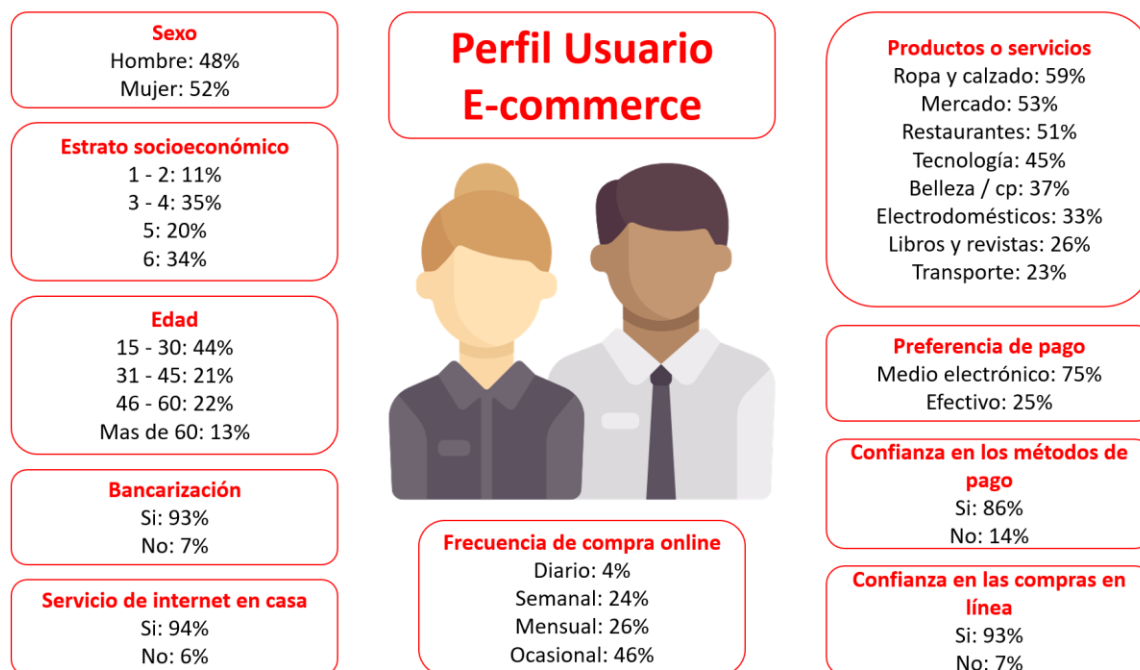 Sexo
Hombre: 48%
Mujer: 52%
Estrato socioeconómico
1 - 2: 11%
3 - 4: 35%
5: 20%
6: 34%
Edad
15 - 30: 44%
31 - 45: 21%
46 - 60: 22%
Mas de 60: 13%
Bancarización
Si: 93%
No: 7%
Servicio de internet en casa
Si: 94%
No: 6%
Perfil Usuario
E-commerce
Frecuencia de compra online
Diario: 4%
Semanal: 24%
Mensual: 26%
Ocasional: 46%
Productos o servicios
Ropa y calzado: 59%
Mercado: 53%
Restaurantes: 51%
Tecnología: 45%
Belleza / cp: 37%
Electrodomésticos: 33%
Libros y revistas: 26%
Transporte: 23%
Preferencia de pago
Medio electrónico: 75%
Efectivo: 25%
Confianza en los métodos de
pago
Si: 86%
No: 14%
Confianza en las compras en
línea
Si: 93%
No: 7%